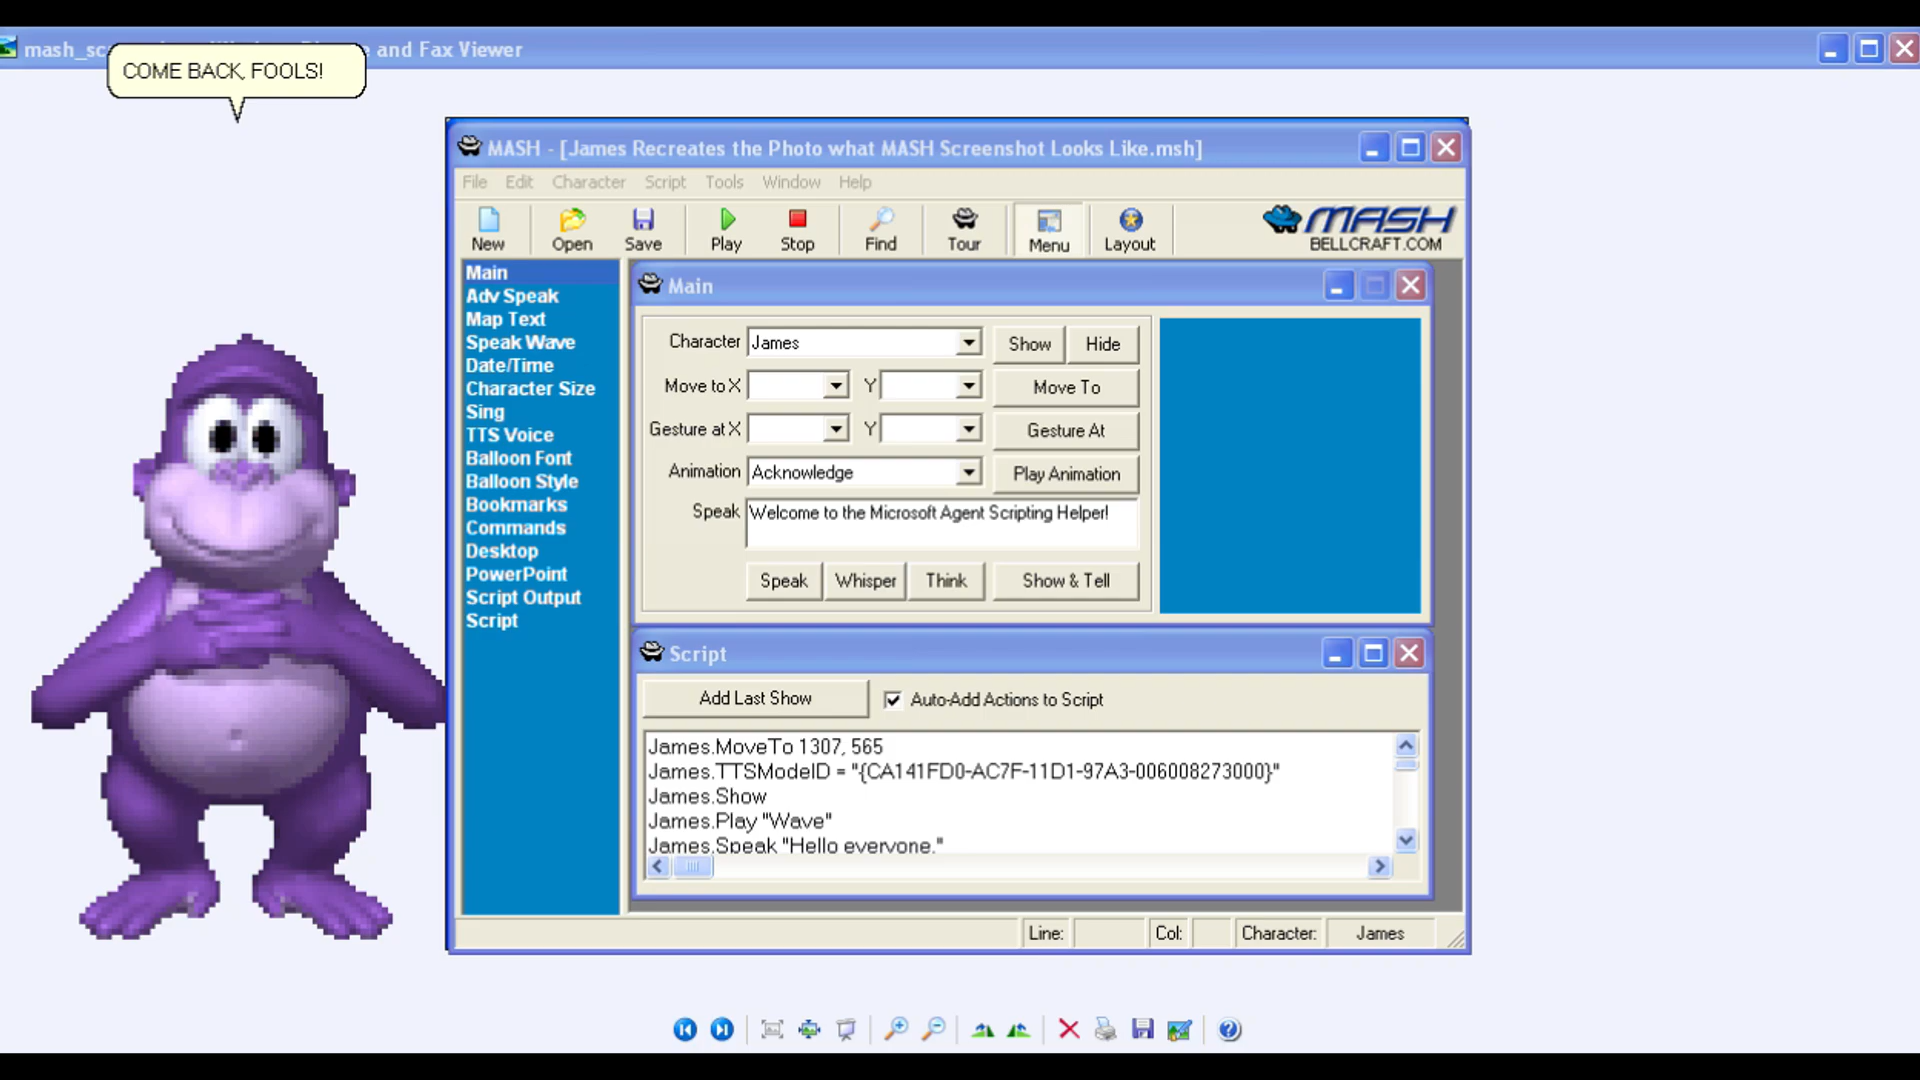 mash_sc
e and Fax Viewer
COME BACK, FOOLS!
MASH - [James Recreates the Photo what MASH Screenshot Looks Like.msh]
File Edit Character Script Tools Window Help
New Open Save Play Stop Find Tour Menu Layout
MASH
BELLCRAFT.COM
Main
Adv Speak
Map Text
Speak Wave
Date/Time
Character Size
Sing
TTS Voice
Balloon Font
Balloon Style
Bookmarks
Commands
Desktop
PowerPoint
Script Output
Script
Main
Character James Show Hide
Move to X Y Move To
Gesture at X Y Gesture At
Animation Acknowledge Play Animation
Speak Welcome to the Microsoft Agent Scripting Helper!
Speak Whisper Think Show & Tell
Script
Add Last Show Auto-Add Actions to Script
James.MoveTo 1307, 565
James.TTSModeID = "{CA141FD0-AC7F-11D1-97A3-006008273000}"
James.Show
James.Play "Wave"
James.Speak "Hello everyone."
Line: Col: Character: James